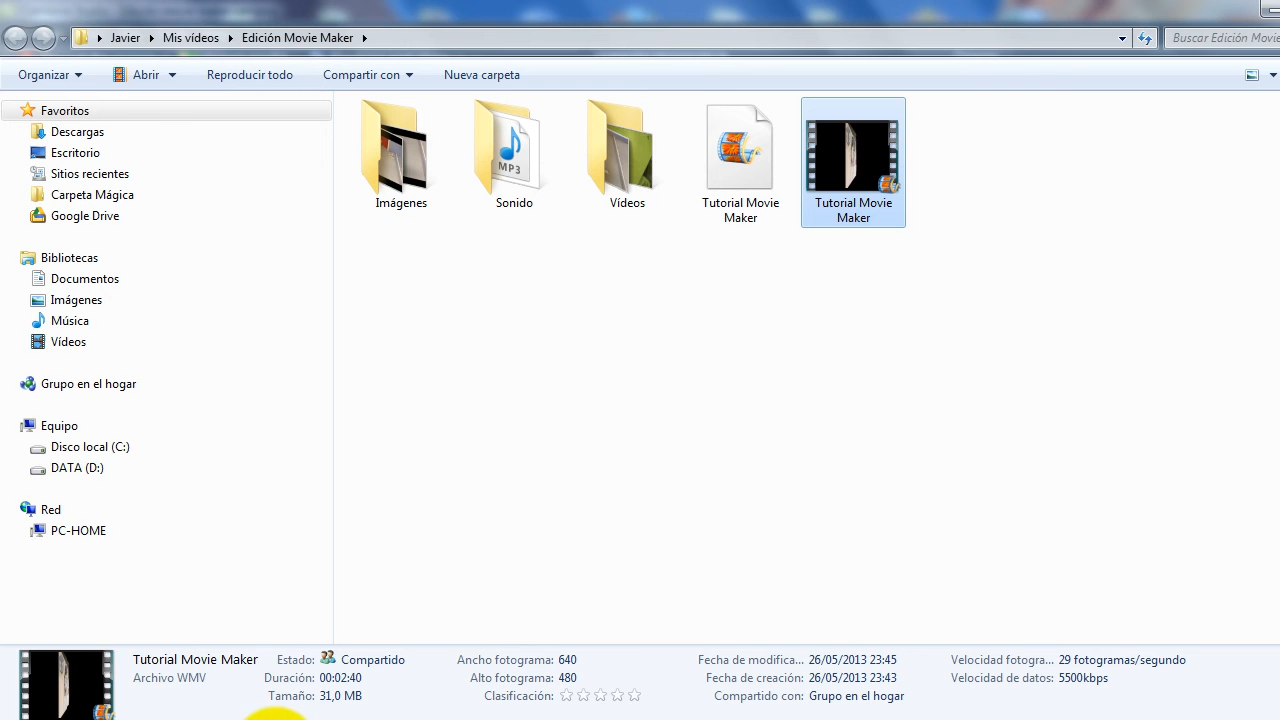 Javier Mis vídeos Edición Movie Maker
Buscar Edición Movie
Organizar Abrir Reproducir todo Compartir con Nueva carpeta
Favoritos
Descargas
Escritorio
Sitios recientes
Carpeta Mágica
Google Drive
Bibliotecas
Documentos
Imágenes
Música
Vídeos
Grupo en el hogar
Equipo
Disco local (C:)
DATA (D:)
Red
PC-HOME
MP3
Imágenes Sonido Vídeos Tutorial Movie Maker Tutorial Movie Maker
Tutorial Movie Maker Estado: Compartido Ancho fotograma: 640 Fecha de modifica... 26/05/2013 23:45 Velocidad fotogra... 29 fotogramas/segundo
Archivo WMV Duración: 00:02:40 Alto fotograma: 480 Fecha de creación: 26/05/2013 23:43 Velocidad de datos: 5500kbps
Tamaño: 31,0 MB Clasificación: Compartido con: Grupo en el hogar